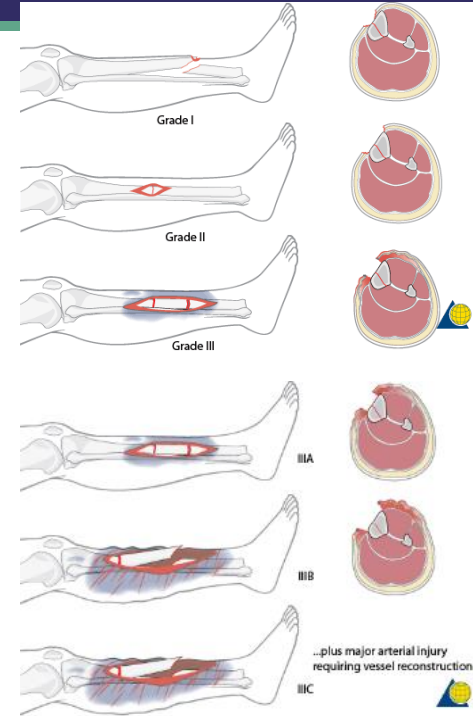 Grade I
Grade II
Grade III
IIIA
IIIB
...plus major arterial injury
requiring vessel reconstruction
IIIC